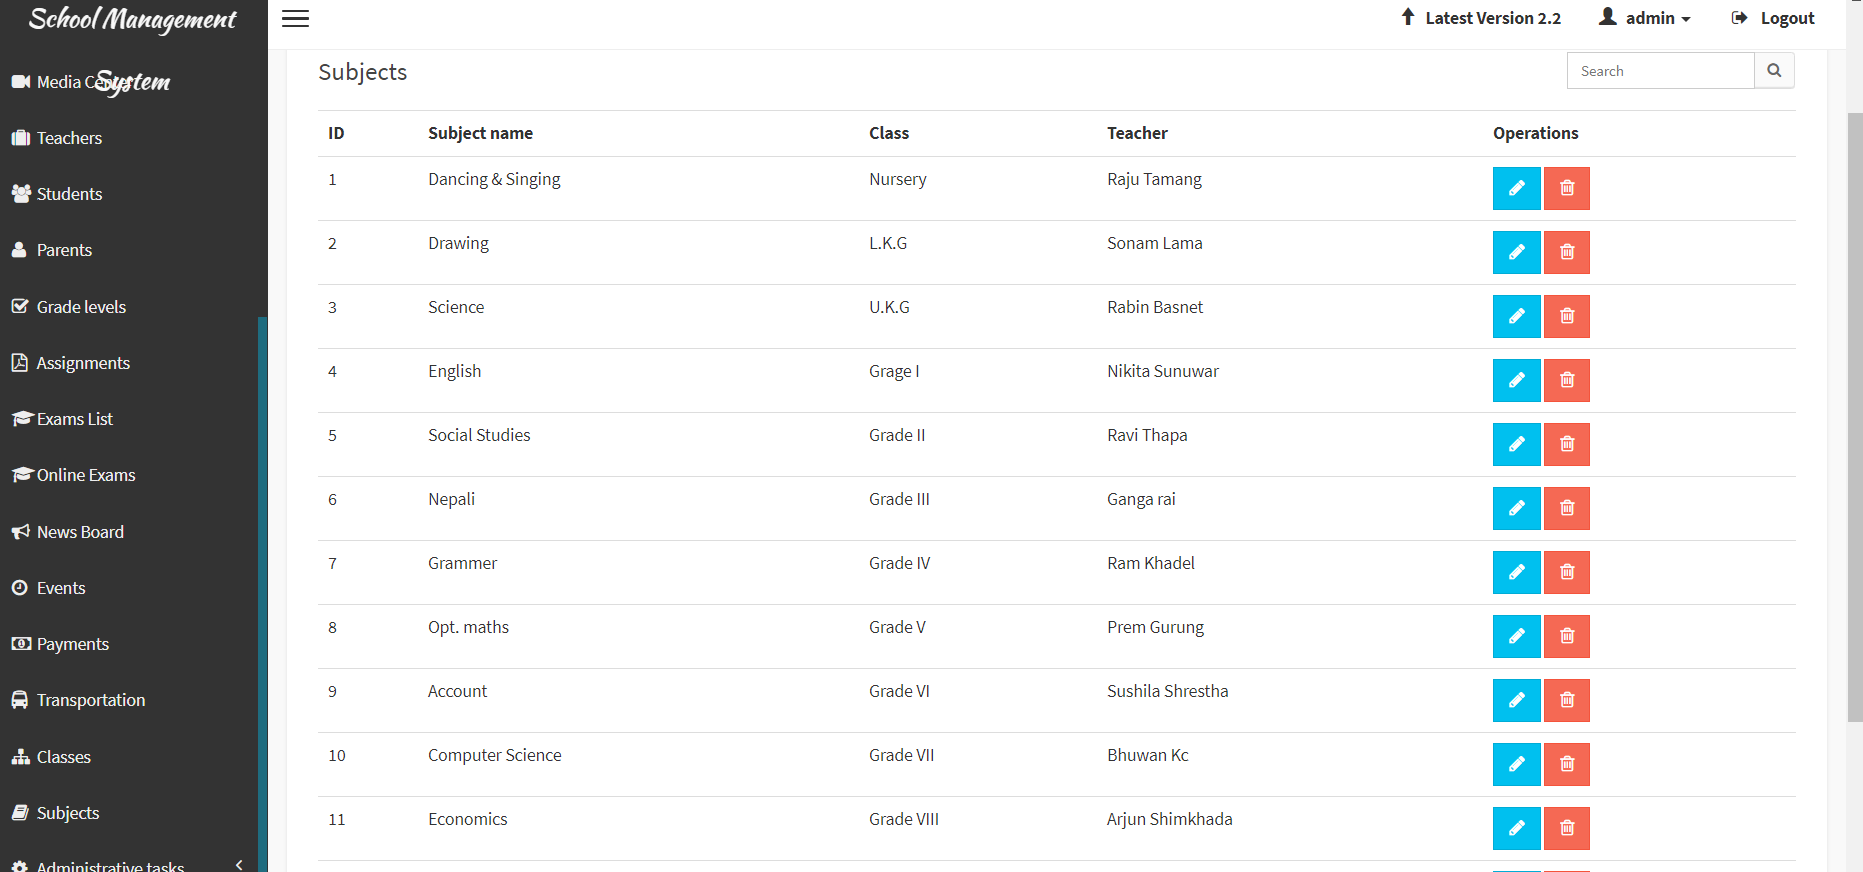 School Management
System
Latest Version 2.2
admin
Logout
Media Center
Teachers
Students
Parents
Grade levels
Assignments
Exams List
Online Exams
News Board
Events
Payments
Transportation
Classes
Subjects
Administrative tasks
Subjects
Search
ID Subject name Class Teacher Operations
1 Dancing & Singing Nursery Raju Tamang
2 Drawing L.K.G Sonam Lama
3 Science U.K.G Rabin Basnet
4 English Grage I Nikita Sunuwar
5 Social Studies Grade II Ravi Thapa
6 Nepali Grade III Ganga rai
7 Grammer Grade IV Ram Khadel
8 Opt. maths Grade V Prem Gurung
9 Account Grade VI Sushila Shrestha
10 Computer Science Grade VII Bhuwan Kc
11 Economics Grade VIII Arjun Shimkhada